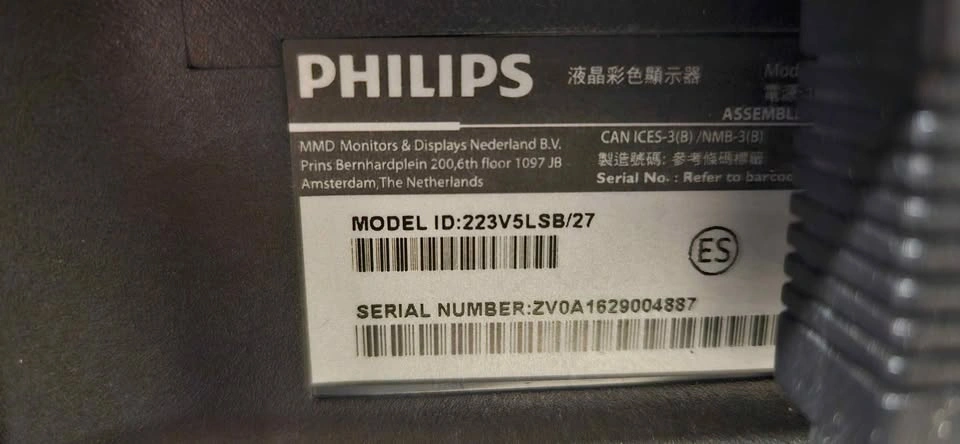 PHILIPS 液晶彩色顯示器
ASSEMBL
MMD Monitors & Displays Nederland B.V.
Prins Bernhardplein 200,6th floor 1097 JB
Amsterdam,The Netherlands
CAN ICES-3(B) /NMB-3(B)
製造號碼: 參考條碼標籤
Serial No. : Refer to barcod
MODEL ID:223V5LSB/27
ES
SERIAL NUMBER:ZV0A1629004887